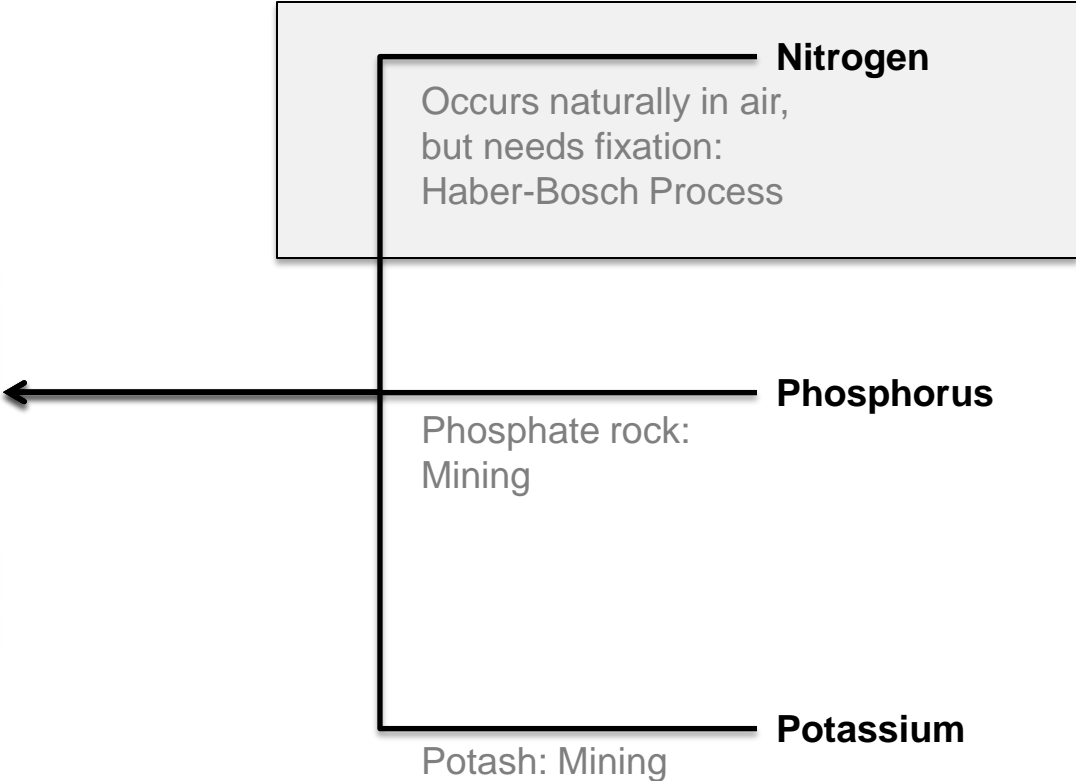 Nitrogen
Occurs naturally in air,
but needs fixation:
Haber-Bosch Process
Phosphorus
Phosphate rock:
Mining
Potassium
Potash: Mining